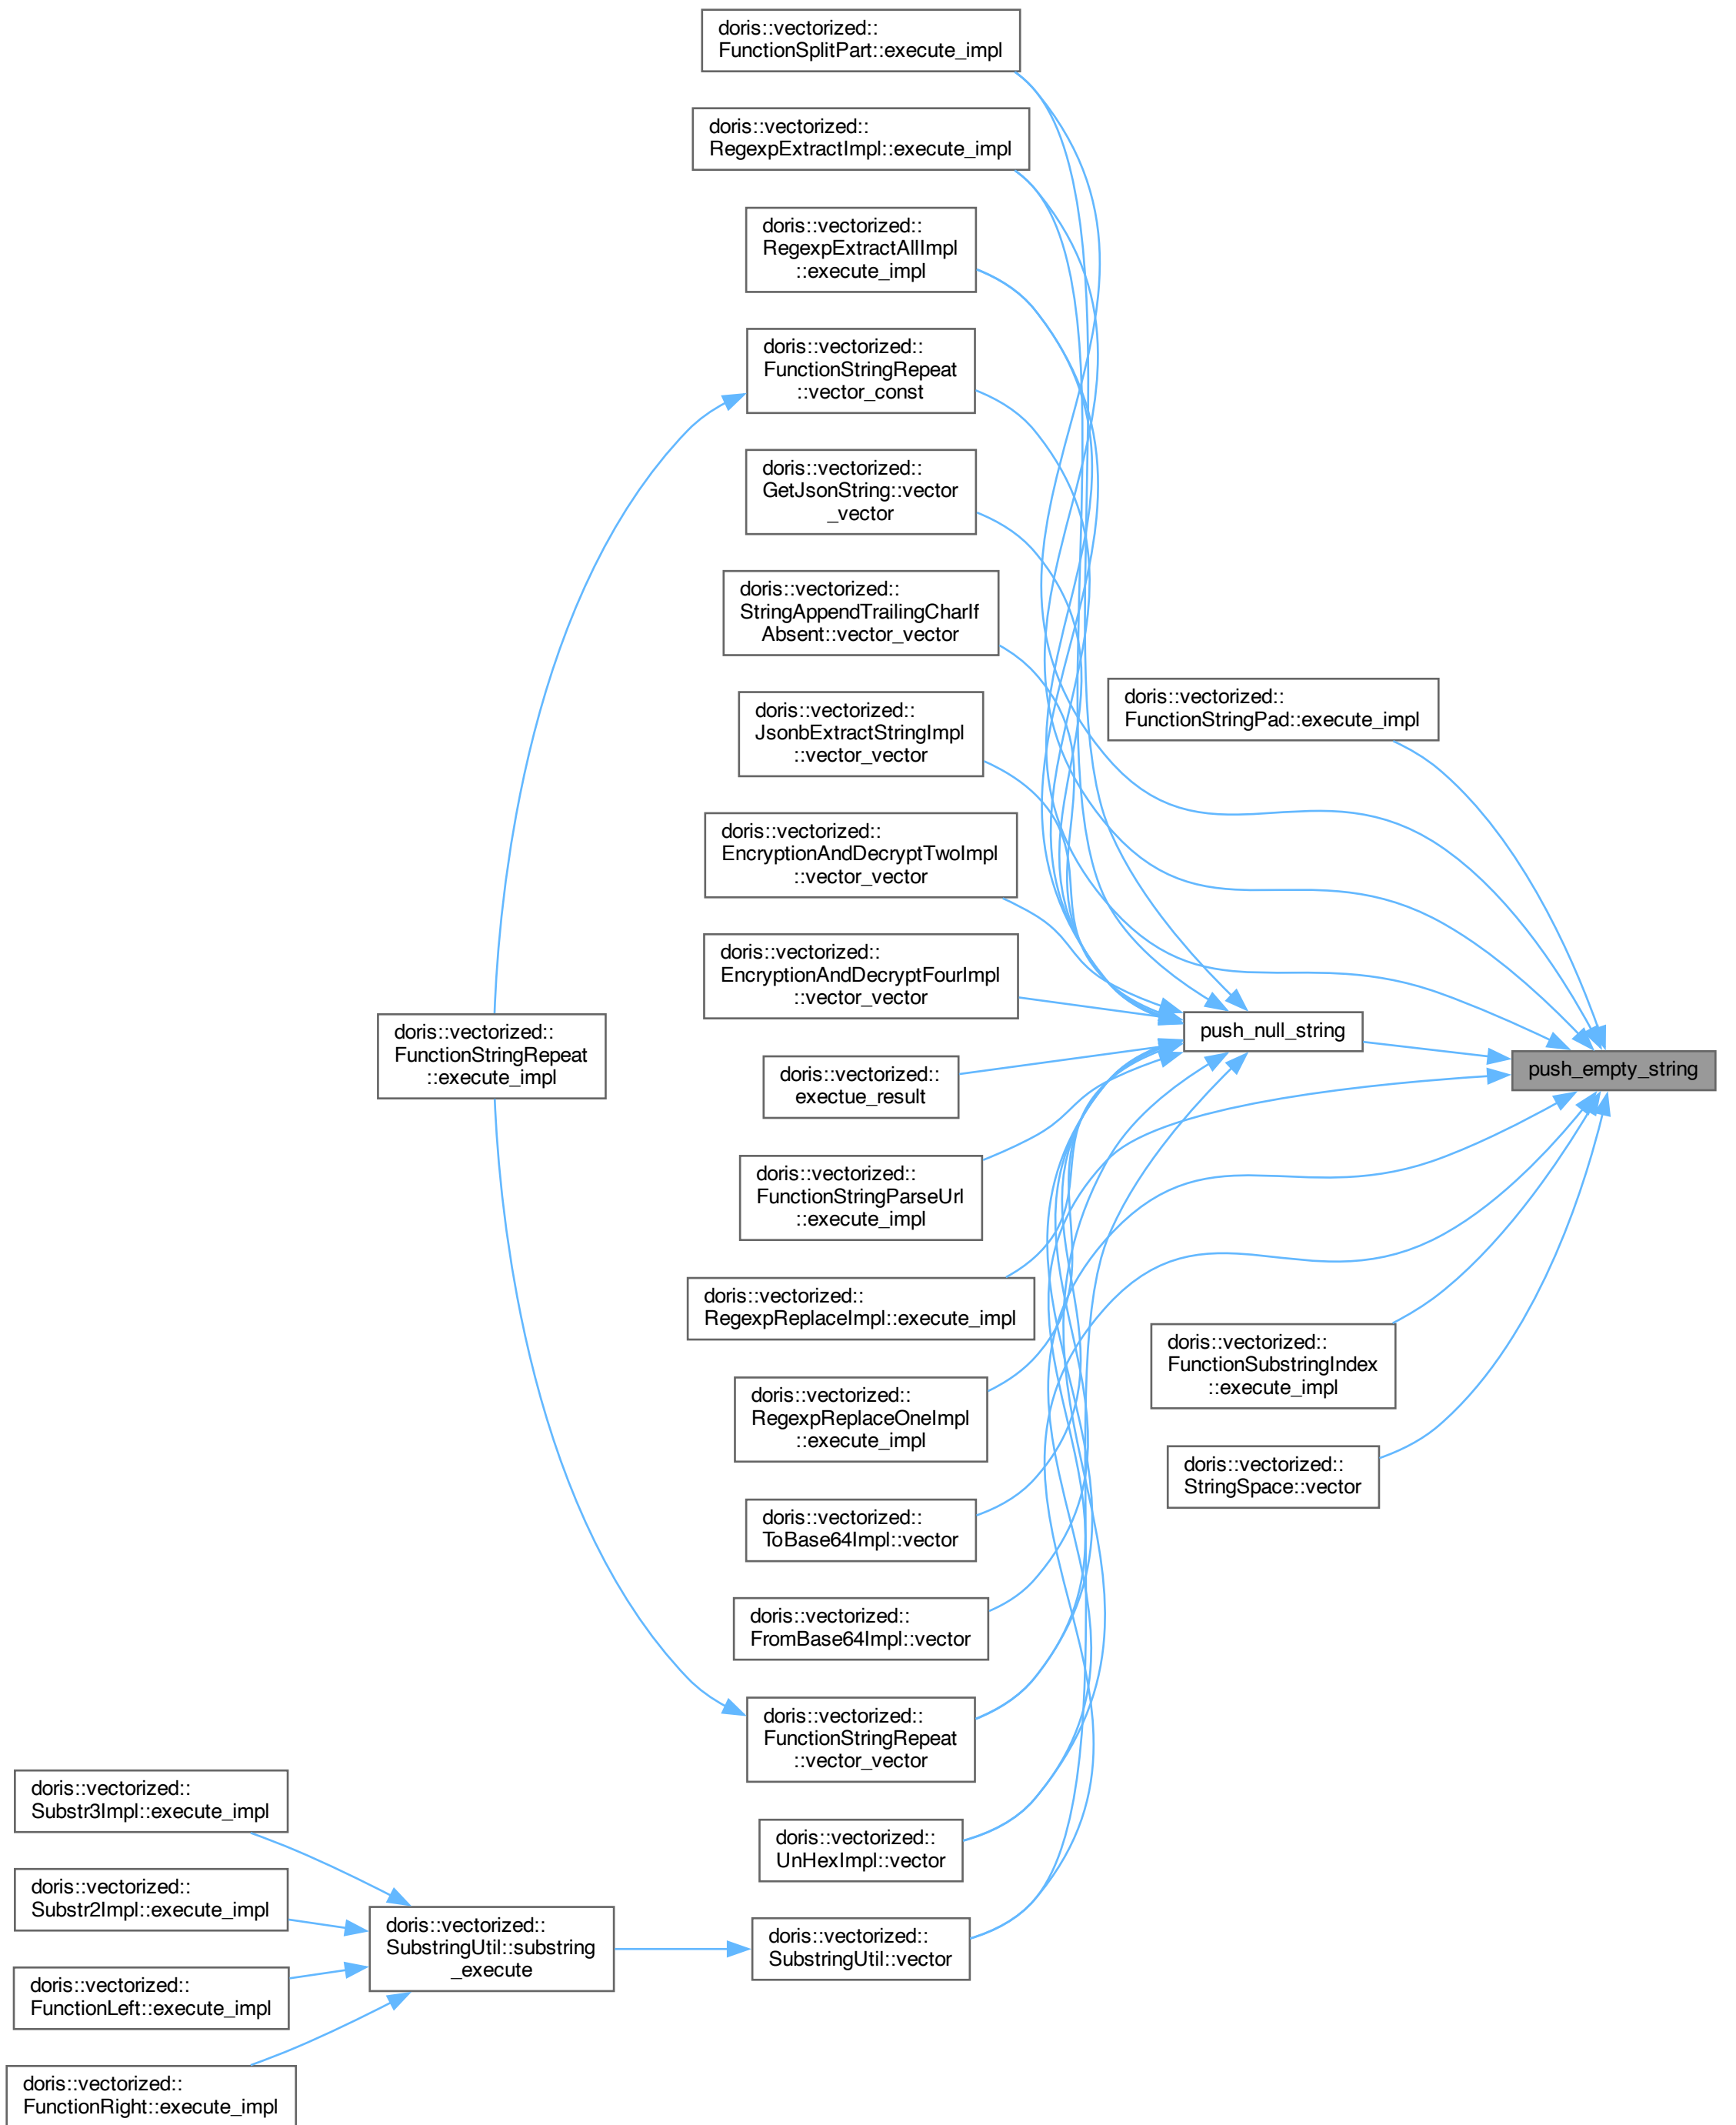 doris::vectorized::
FunctionSplitPart::execute_impl
doris::vectorized::
RegexpExtractImpl::execute_impl
doris::vectorized::
RegexpExtractAllImpl
::execute_impl
doris::vectorized::
FunctionStringRepeat
::vector_const
doris::vectorized::
GetJsonString::vector
_vector
doris::vectorized::
StringAppendTrailingCharIf
Absent::vector_vector
doris::vectorized::
FunctionStringPad::execute_impl
doris::vectorized::
JsonbExtractStringImpl
::vector_vector
doris::vectorized::
EncryptionAndDecryptTwoImpl
::vector_vector
doris::vectorized::
EncryptionAndDecryptFourImpl
::vector_vector
doris::vectorized::
FunctionStringRepeat
::execute_impl
push_null_string
push_empty_string
doris::vectorized::
exectue_result
doris::vectorized::
FunctionStringParseUrl
::execute_impl
doris::vectorized::
RegexpReplaceImpl::execute_impl
doris::vectorized::
FunctionSubstringIndex
::execute_impl
doris::vectorized::
RegexpReplaceOneImpl
::execute_impl
doris::vectorized::
StringSpace::vector
doris::vectorized::
ToBase64Impl::vector
doris::vectorized::
FromBase64Impl::vector
doris::vectorized::
FunctionStringRepeat
::vector_vector
doris::vectorized::
Substr3Impl::execute_impl
doris::vectorized::
UnHexImpl::vector
doris::vectorized::
Substr2Impl::execute_impl
doris::vectorized::
SubstringUtil::substring
_execute
doris::vectorized::
SubstringUtil::vector
doris::vectorized::
FunctionLeft::execute_impl
doris::vectorized::
FunctionRight::execute_impl